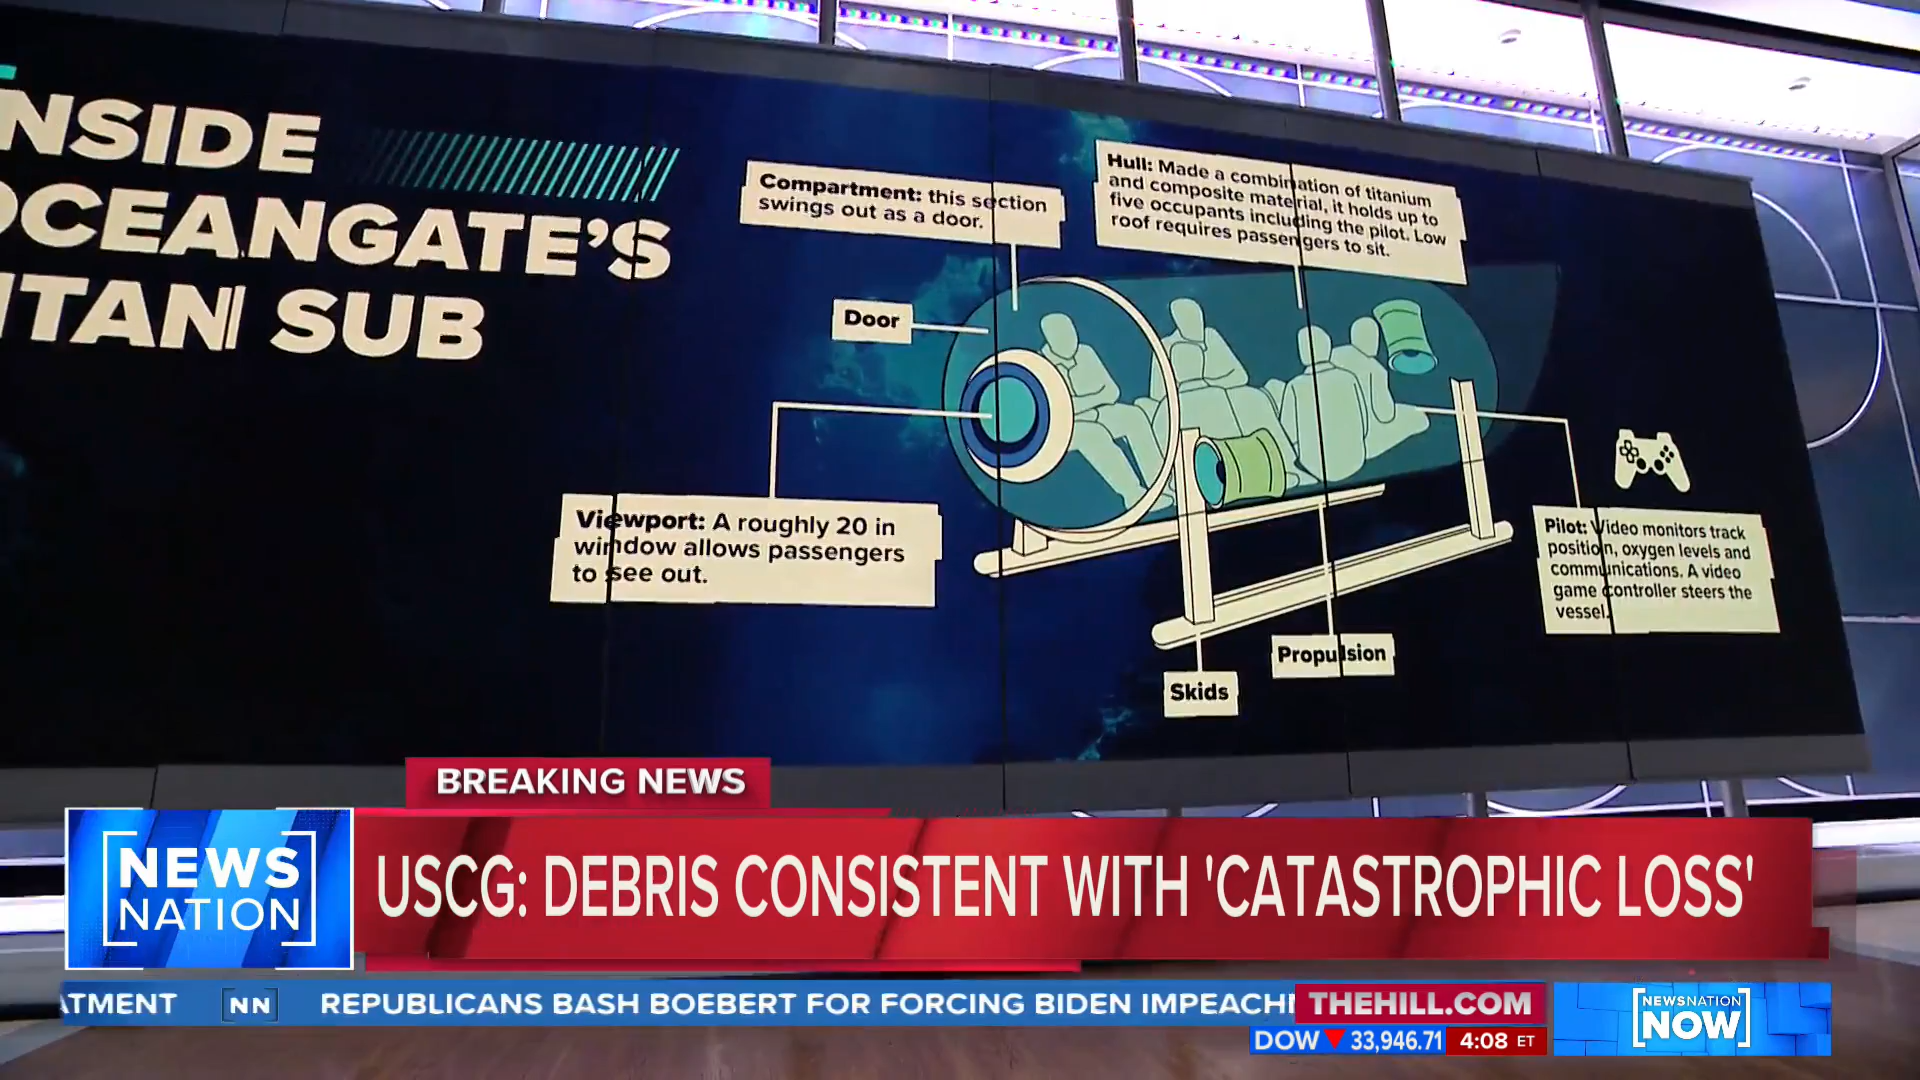 NSIDE
OCEANGATE'S
ITAN SUB
Compartment: this section
swings out as a door.
Hull: Made a combination of titanium
and composite material, it holds up to
five occupants including the pilot. Low
roof requires passengers to sit.
Door
Viewport: A roughly 20 in
window allows passengers
to see out.
Pilot: Video monitors track
position, oxygen levels and
communications. A video
game controller steers the
vessel.
Propulsion
Skids
BREAKING NEWS
NEWS
NATION
USCG: DEBRIS CONSISTENT WITH 'CATASTROPHIC LOSS'
ATMENT NN REPUBLICANS BASH BOEBERT FOR FORCING BIDEN IMPEACH
THEHILL.COM
DOW 33,946.71 4:08 ET
NEWSNATION
NOW